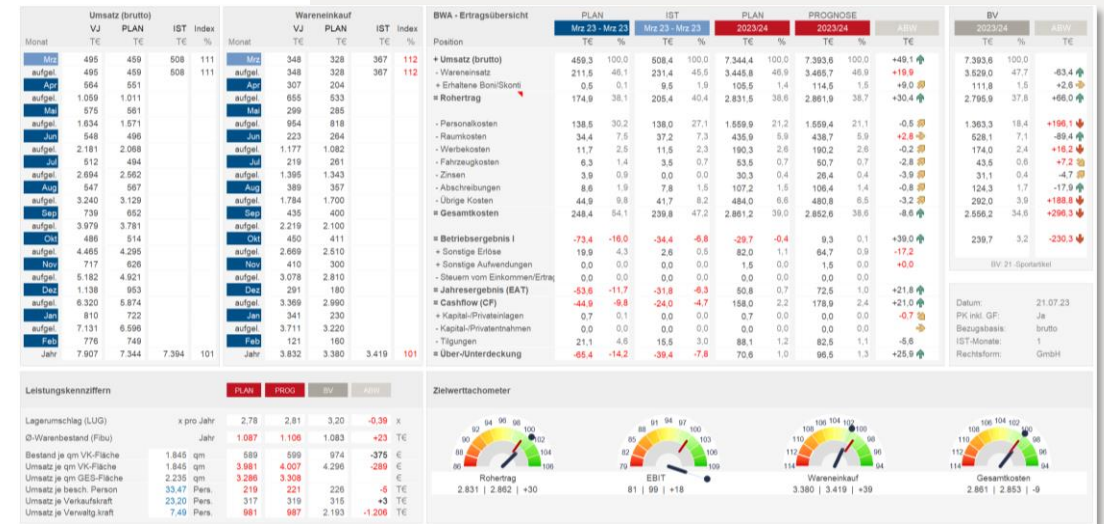 Umsatz (brutto)
VJ PLAN IST Index
Monat T€ T€ T€ %
Mrz 495 459 508 111
aufgel. 495 459 508 111
Apr 564 551
aufgel. 1.059 1.011
Mai 575 561
aufgel. 1.634 1.571
Jun 548 496
aufgel. 2.181 2.068
Jul 512 494
aufgel. 2.694 2.562
Aug 547 567
aufgel. 3.240 3.129
Sep 739 652
aufgel. 3.979 3.781
Okt 486 514
aufgel. 4.465 4.295
Nov 717 626
aufgel. 5.182 4.921
Dez 1.138 953
aufgel. 6.320 5.874
Jan 810 722
aufgel. 7.131 6.596
Feb 776 749
Jahr 7.907 7.344 7.394 101
Wareneinkauf
VJ PLAN IST Index
Monat T€ T€ T€ %
Mrz 348 328 367 112
aufgel. 348 328 367 112
Apr 307 204
aufgel. 655 533
Mai 299 285
aufgel. 954 818
Jun 223 264
aufgel. 1.177 1.082
Jul 219 261
aufgel. 1.395 1.343
Aug 389 357
aufgel. 1.784 1.700
Sep 435 400
aufgel. 2.219 2.100
Okt 450 411
aufgel. 2.669 2.510
Nov 410 300
aufgel. 3.078 2.810
Dez 291 180
aufgel. 3.369 2.990
Jan 341 230
aufgel. 3.711 3.220
Feb 121 160
Jahr 3.832 3.380 3.419 101
BWA - Ertragsübersicht PLAN IST PLAN PROGNOSE
Mrz 23 - Mrz 23 Mrz 23 - Mrz 23 2023/24 2023/24 ABW
Position T€ % T€ % T€ % T€ % T€
+ Umsatz (brutto) 459,3 100,0 508,4 100,0 7.344,4 100,0 7.393,6 100,0 +49,1
- Wareneinsatz 211,5 46,1 231,4 45,5 3.445,8 46,9 3.465,7 46,9 +19,9
+ Erhaltene Boni/Skonti 0,5 0,1 9,5 1,9 105,5 1,4 114,5 1,5 +9,0
= Rohertrag 174,9 38,1 205,4 40,4 2.831,5 38,6 2.861,9 38,7 +30,4
- Personalkosten 138,5 30,2 138,0 27,1 1.559,9 21,2 1.559,4 21,1 -0,5
- Raumkosten 34,4 7,5 37,2 7,3 435,9 5,9 438,7 5,9 +2,8
- Werbekosten 11,7 2,5 11,5 2,3 190,3 2,6 190,2 2,6 -0,2
- Fahrzeugkosten 6,3 1,4 3,5 0,7 53,5 0,7 50,7 0,7 -2,8
- Zinsen 3,9 0,9 0,0 0,0 30,3 0,4 26,4 0,4 -3,9
- Abschreibungen 8,6 1,9 7,8 1,5 107,2 1,5 106,4 1,4 -0,8
- Übrige Kosten 44,9 9,8 41,7 8,2 484,0 6,6 480,8 6,5 -3,2
= Gesamtkosten 248,4 54,1 239,8 47,2 2.861,2 39,0 2.852,6 38,6 -8,6
= Betriebsergebnis I -73,4 -16,0 -34,4 -6,8 -29,7 -0,4 9,3 0,1 +39,0
+ Sonstige Erlöse 19,9 4,3 2,6 0,5 82,0 1,1 64,7 0,9 -17,2
+ Sonstige Aufwendungen 0,0 0,0 0,0 0,0 1,5 0,0 1,5 0,0 +0,0
- Steuern vom Einkommen/Ertrag 0,0 0,0 0,0 0,0 0,0 0,0 0,0 0,0
= Jahresergebnis (EAT) -53,6 -11,7 -31,8 -6,3 50,8 0,7 72,5 1,0 +21,8
= Cashflow (CF) -44,9 -9,8 -24,0 -4,7 158,0 2,2 178,9 2,4 +21,0
+ Kapital-/Privateinlagen 0,7 0,1 0,0 0,0 0,7 0,0 0,0 0,0 -0,7
- Kapital-/Privatentnahmen 0,0 0,0 0,0 0,0 0,0 0,0 0,0 0,0
- Tilgungen 21,1 4,6 15,5 3,0 88,1 1,2 82,5 1,1 -5,6
= Über-/Unterdeckung -65,4 -14,2 -39,4 -7,8 70,6 1,0 96,5 1,3 +25,9
BV
2023/24 ABW
T€ % T€
7.393,6 100,0
3.529,0 47,7 -63,4
111,8 1,5 +2,6
2.795,9 37,8 +66,0
1.363,3 18,4 +196,1
528,1 7,1 -89,4
174,0 2,4 +16,2
43,5 0,6 +7,2
31,1 0,4 -4,7
124,3 1,7 -17,9
292,0 3,9 +188,8
2.556,2 34,6 +296,3
239,7 3,2 -230,3
BV: 21 -Sportartikel
Datum: 21.07.23
PK inkl. GF: Ja
Bezugsbasis: brutto
IST-Monate: 1
Rechtsform: GmbH
Leistungskennziffern PLAN PROG BV ABW
Lagerumschlag (LUG) x pro Jahr 2,78 2,81 3,20 -0,39 x
Ø-Warenbestand (Fibu) Jahr 1.087 1.106 1.083 +23 T€
Bestand je qm VK-Fläche 1.845 qm 589 599 974 -375 €
Umsatz je qm VK-Fläche 1.845 qm 3.981 4.007 4.296 -289 €
Umsatz je qm GES-Fläche 2.235 qm 3.286 3.308 €
Umsatz je besch. Person 33,47 Pers. 219 221 226 -5 T€
Umsatz je Verkaufskraft 23,20 Pers. 317 319 315 +3 T€
Umsatz je Verwaltg.kraft 7,49 Pers. 981 987 2.193 -1.206 T€
Zielwerttachometer
86 88 90 92 94 96 98 100 102 104 106
Rohertrag
2.831 | 2.862 | +30
79 82 85 88 91 94 97 100 103 106 109
EBIT
81 | 99 | +18
114 112 110 108 106 104 102 100 98 96 94
Wareneinkauf
3.380 | 3.419 | +39
114 112 110 108 106 104 102 100 98 96 94
Gesamtkosten
2.861 | 2.853 | -9